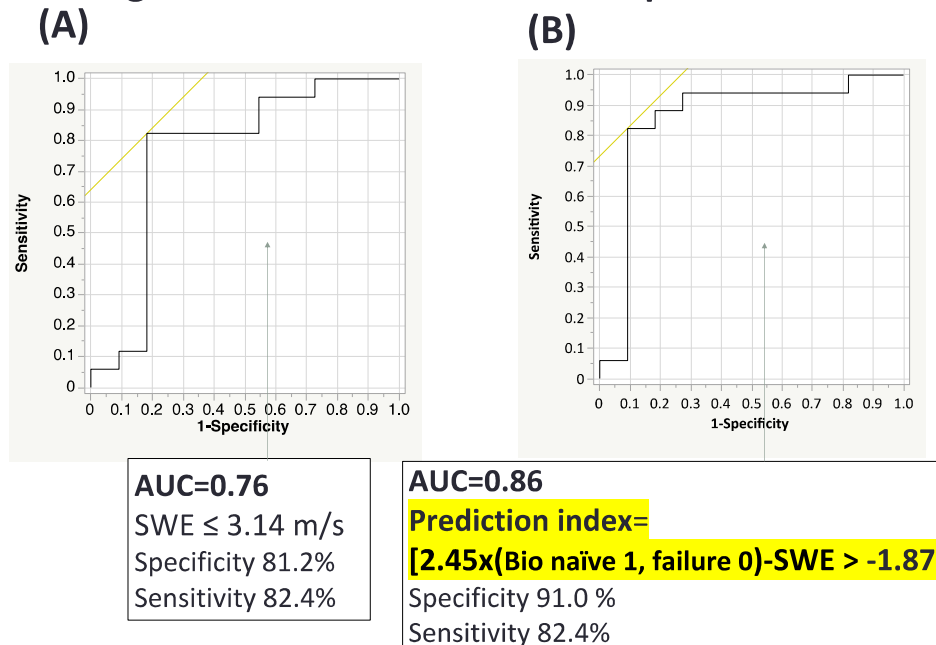 (A)
(B)
1.0
0.9
0.8
0.7
0.6
0.5
0.4
0.3
0.2
0.1
0
Sensitivity
0 0.1 0.2 0.3 0.4 0.5 0.6 0.7 0.8 0.9 1.0
1-Specificity
1.0
0.9
0.8
0.7
0.6
0.5
0.4
0.3
0.2
0.1
0
Sensitivity
0 0.1 0.2 0.3 0.4 0.5 0.6 0.7 0.8 0.9 1.0
1-Specificity
AUC=0.76
SWE ≤ 3.14 m/s
Specificity 81.2%
Sensitivity 82.4%
AUC=0.86
Prediction index=
[2.45x(Bio naïve 1, failure 0)-SWE > -1.87
Specificity 91.0 %
Sensitivity 82.4%